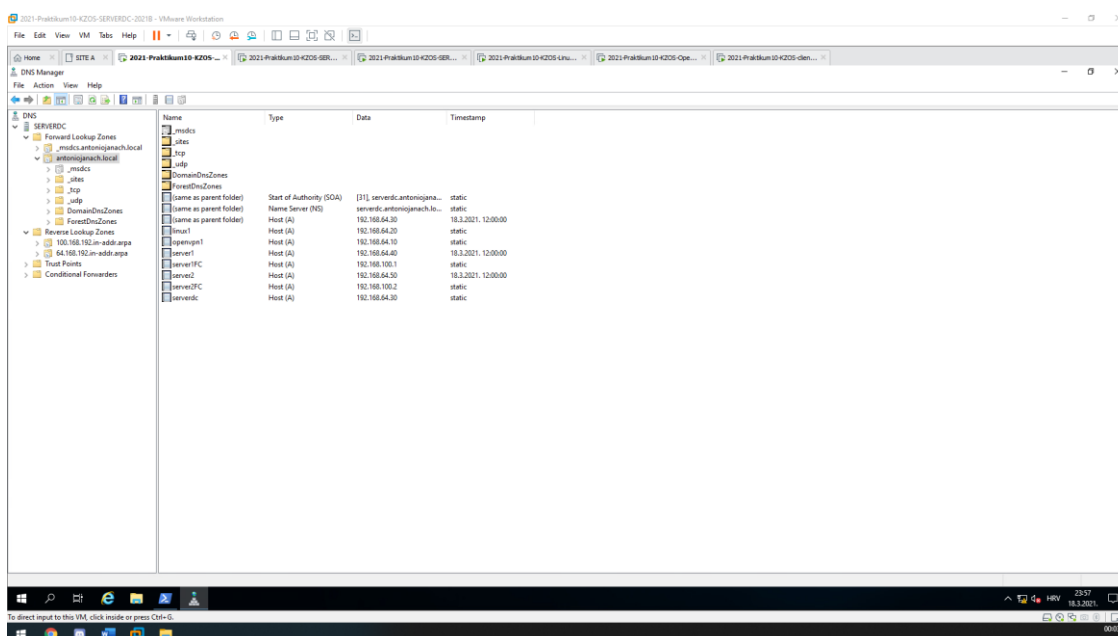 2021-Praktikum10-KZOS-SERVERDC-2021B - VMware Workstation
File Edit View VM Tabs Help
Home SITE A 2021-Praktikum10-KZOS-... 2021-Praktikum10-KZOS-SER... 2021-Praktikum10-KZOS-SER... 2021-Praktikum10-KZOS-Linu... 2021-Praktikum10-KZOS-Ope... 2021-Praktikum10-KZOS-clien...
DNS Manager
File Action View Help
DNS
SERVERDC
Forward Lookup Zones
_msdcs.antoniojanach.local
antoniojanach.local
_msdcs
_sites
_tcp
_udp
DomainDnsZones
ForestDnsZones
Reverse Lookup Zones
100.168.192.in-addr.arpa
64.168.192.in-addr.arpa
Trust Points
Conditional Forwarders
Name Type Data Timestamp
_msdcs
_sites
_tcp
_udp
DomainDnsZones
ForestDnsZones
(same as parent folder) Start of Authority (SOA) [31], serverdc.antoniojana... static
(same as parent folder) Name Server (NS) serverdc.antoniojanach.lo... static
(same as parent folder) Host (A) 192.168.64.30 18.3.2021. 12:00:00
linux1 Host (A) 192.168.64.20 static
openvpn1 Host (A) 192.168.64.10 static
server1 Host (A) 192.168.64.40 18.3.2021. 12:00:00
server1FC Host (A) 192.168.100.1 static
server2 Host (A) 192.168.64.50 18.3.2021. 12:00:00
server2FC Host (A) 192.168.100.2 static
serverdc Host (A) 192.168.64.30 static
HRV 23:57
18.3.2021.
To direct input to this VM, click inside or press Ctrl+G.